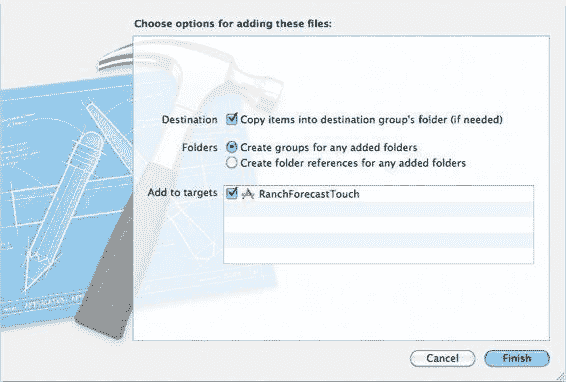 Choose options for adding these files:
Destination Copy items into destination group's folder (if needed)
Folders Create groups for any added folders
Create folder references for any added folders
Add to targets RanchForecastTouch
Cancel Finish